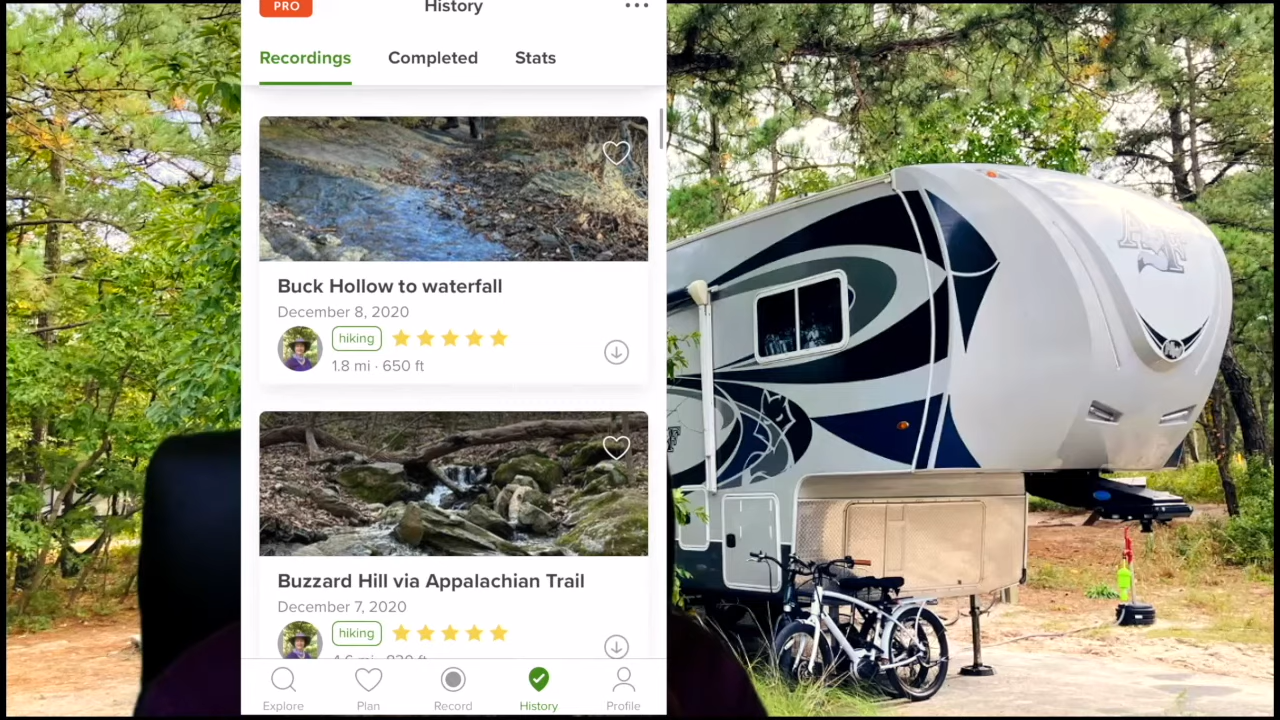 PRO
History
Recordings
Completed
Stats
Buck Hollow to waterfall
December 8, 2020
hiking
1.8 mi · 650 ft
Buzzard Hill via Appalachian Trail
December 7, 2020
hiking
Explore
Plan
Record
History
Profile